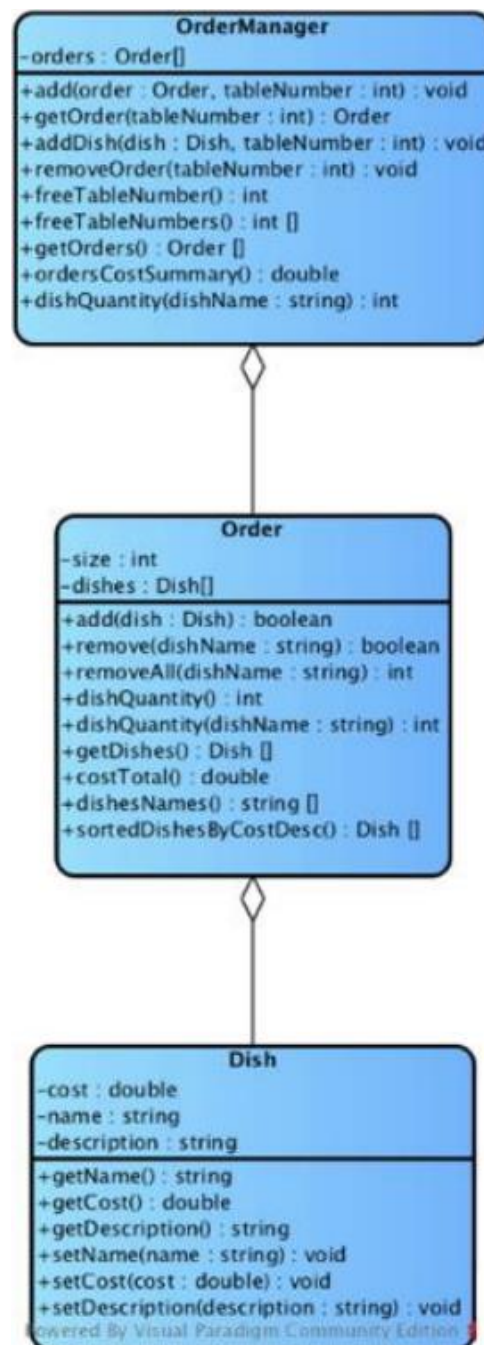 OrderManager
-orders : Order[]
+add(order : Order, tableNumber : int) : void
+getOrder(tableNumber : int) : Order
+addDish(dish : Dish, tableNumber : int) : void
+removeOrder(tableNumber : int) : void
+freeTableNumber() : int
+freeTableNumbers() : int []
+getOrders() : Order []
+ordersCostSummary() : double
+dishQuantity(dishName : string) : int
Order
-size : int
-dishes : Dish[]
+add(dish : Dish) : boolean
+remove(dishName : string) : boolean
+removeAll(dishName : string) : int
+dishQuantity() : int
+dishQuantity(dishName : string) : int
+getDishes() : Dish []
+costTotal() : double
+dishesNames() : string []
+sortedDishesByCostDesc() : Dish []
Dish
-cost : double
-name : string
-description : string
+getName() : string
+getCost() : double
+getDescription() : string
+setName(name : string) : void
+setCost(cost : double) : void
+setDescription(description : string) : void
Powered By Visual Paradigm Community Edition